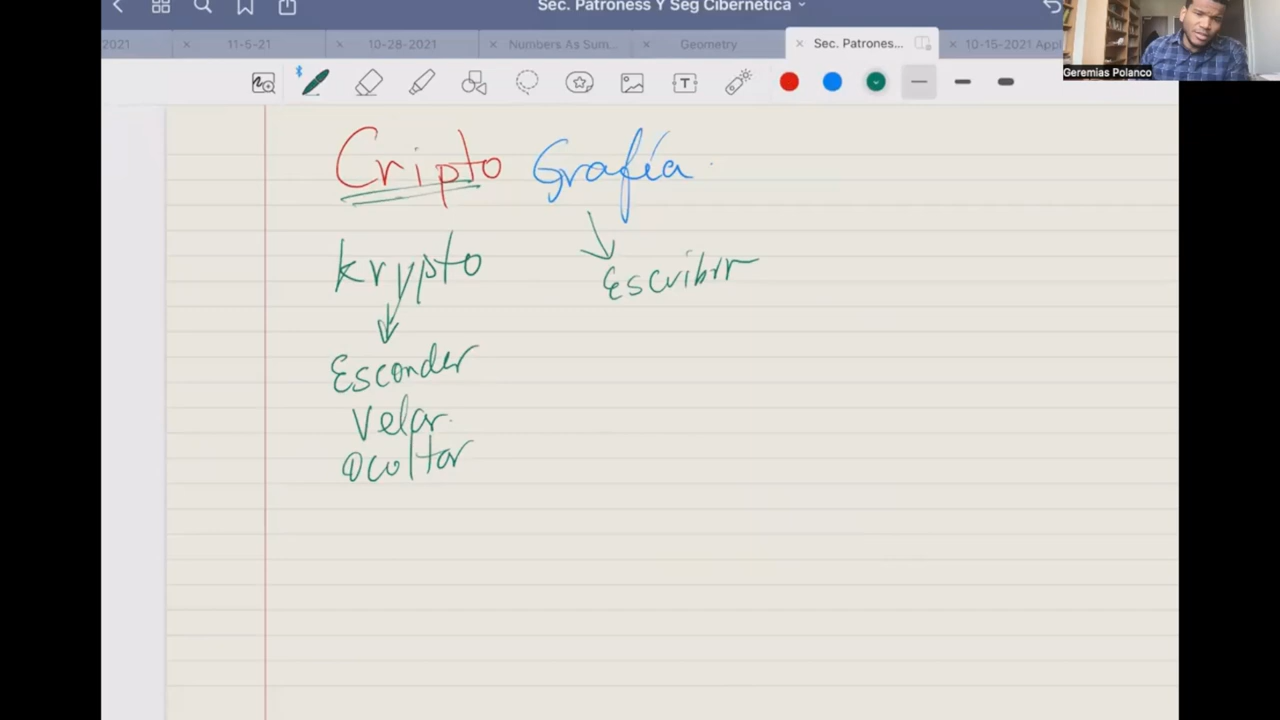 Sec. Patroness Y Seg Cibernetica
2021
11-5-21
10-28-2021
Numbers As Sum...
Geometry
Sec. Patrones...
10-15-2021 Appl
Geremias Polanco
Cripto Grafía
krypto
Escribir
Esconder
Velar
Ocultar